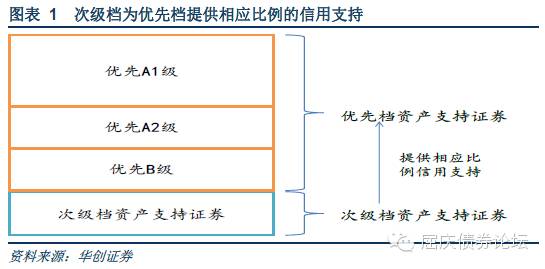 图表 1 次级档为优先档提供相应比例的信用支持
优先A1级
优先A2级
优先B级
次级档资产支持证券
优先档资产支持证券
提供相应比
例信用支持
次级档资产支持证券
资料来源：华创证券
屈庆债券论坛